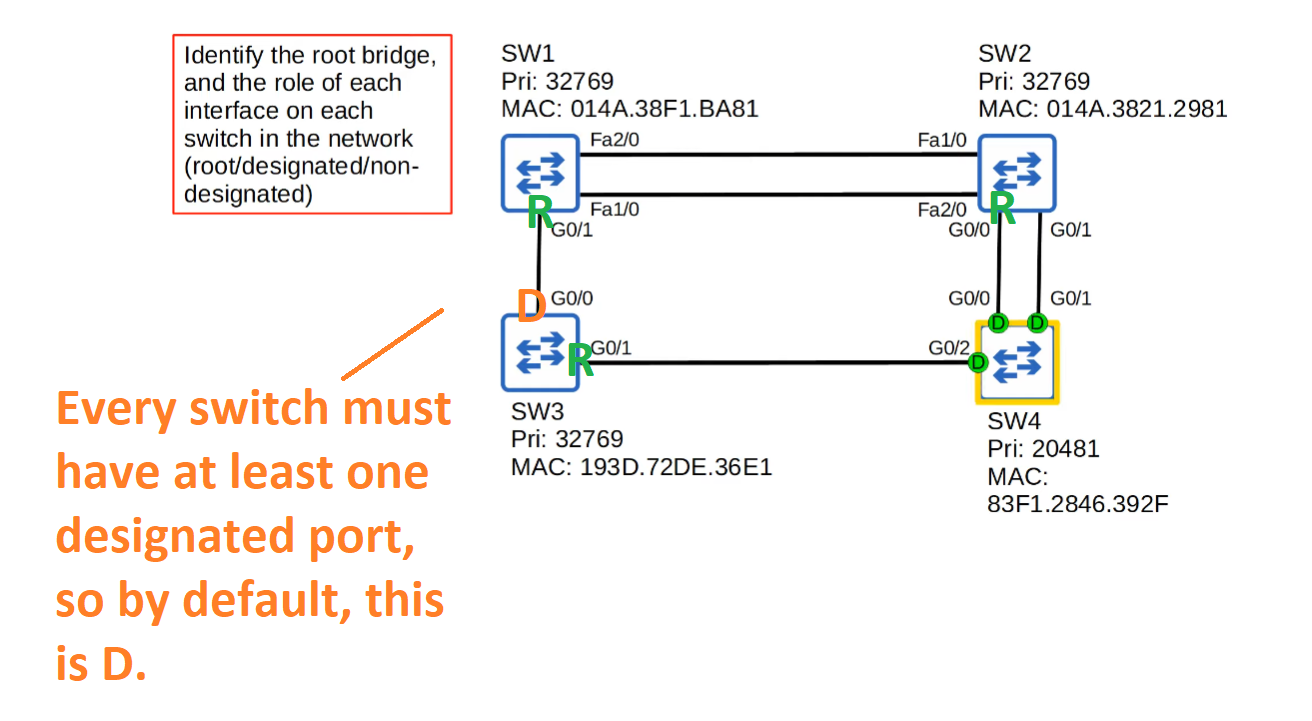 Identify the root bridge,
and the role of each
interface on each
switch in the network
(root/designated/non-
designated)
SW1
Pri: 32769
MAC: 014A.38F1.BA81
SW2
Pri: 32769
MAC: 014A.3821.2981
Fa2/0
Fa1/0
Fa1/0
Fa2/0
R
G0/1
R
G0/0
G0/1
D
G0/0
G0/0
G0/1
D
D
R
G0/1
G0/2
D
SW3
Pri: 32769
MAC: 193D.72DE.36E1
SW4
Pri: 20481
MAC:
83F1.2846.392F
Every switch must
have at least one
designated port,
so by default, this
is D.